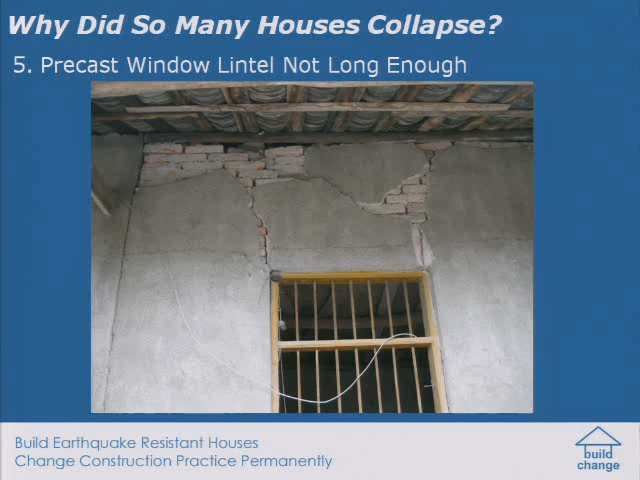 Why Did So Many Houses Collapse?
5. Precast Window Lintel Not Long Enough
Build Earthquake Resistant Houses
Change Construction Practice Permanently
build
change